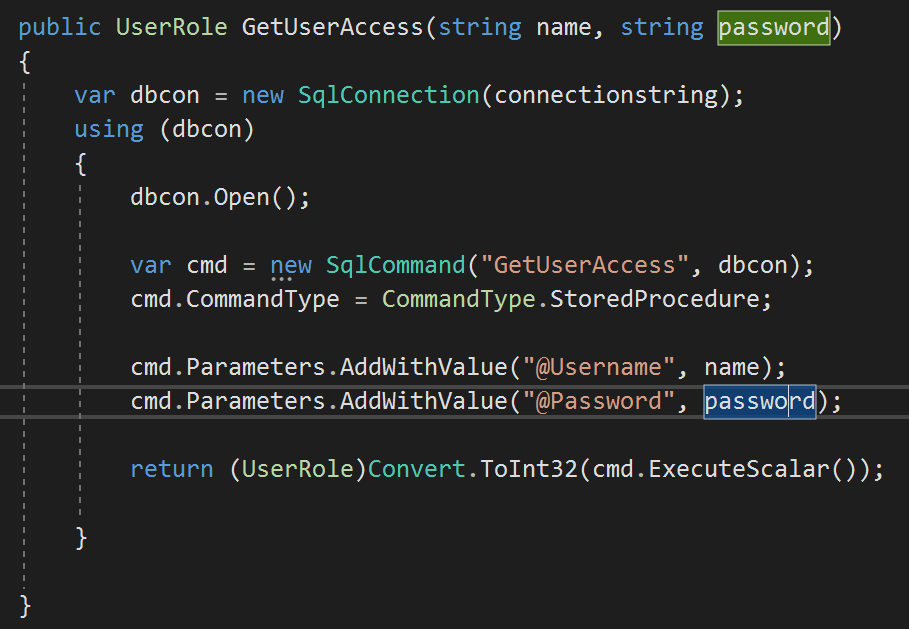 public UserRole GetUserAccess(string name, string password)
{
var dbcon = new SqlConnection(connectionstring);
using (dbcon)
{
dbcon.Open();
var cmd = new SqlCommand("GetUserAccess", dbcon);
cmd.CommandType = CommandType.StoredProcedure;
cmd.Parameters.AddWithValue("@Username", name);
cmd.Parameters.AddWithValue("@Password", password);
return (UserRole)Convert.ToInt32(cmd.ExecuteScalar());
}
}